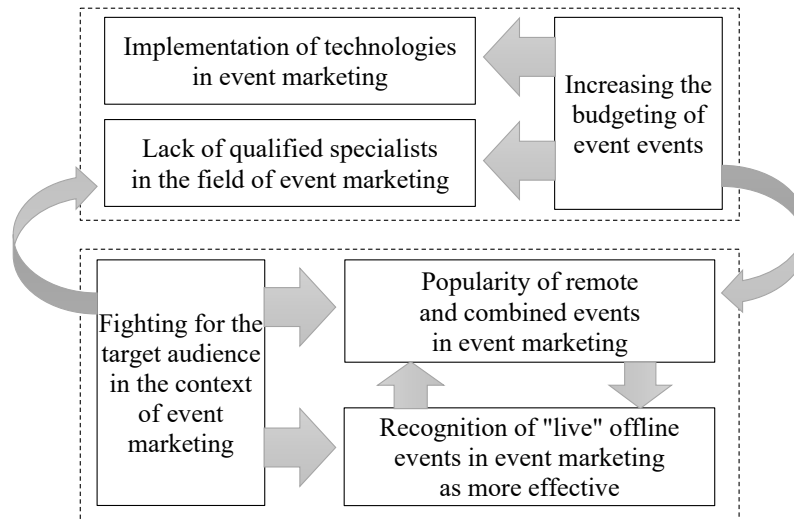 Implementation of technologies
in event marketing
Lack of qualified specialists
in the field of event marketing
Increasing the
budgeting of
event events
Fighting for the
target audience
in the context
of event
marketing
Popularity of remote
and combined events
in event marketing
Recognition of "live" offline
events in event marketing
as more effective